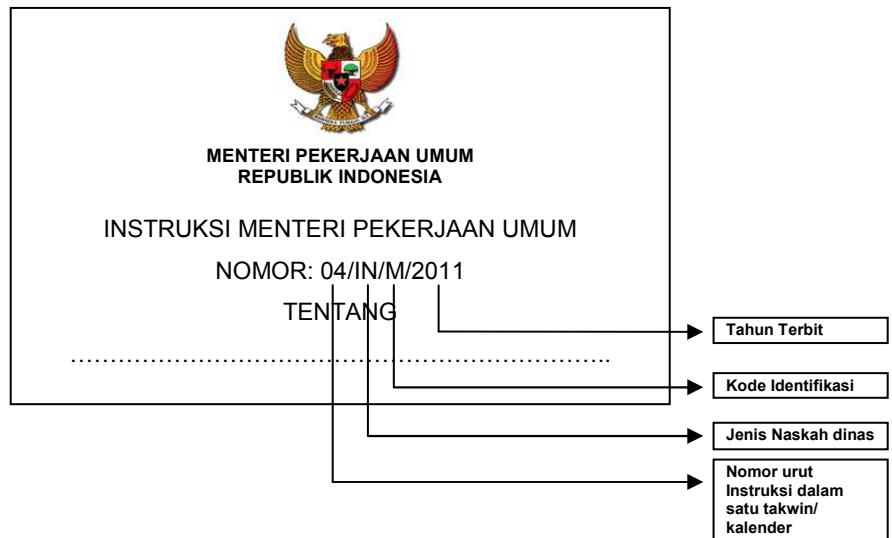 MENTERI PEKERJAAN UMUM
REPUBLIK INDONESIA
INSTRUKSI MENTERI PEKERJAAN UMUM
NOMOR: 04/IN/M/2011
TENTANG
…………………………………………………………..
Tahun Terbit
Kode Identifikasi
Jenis Naskah dinas
Nomor urut
Instruksi dalam
satu takwin/
kalender